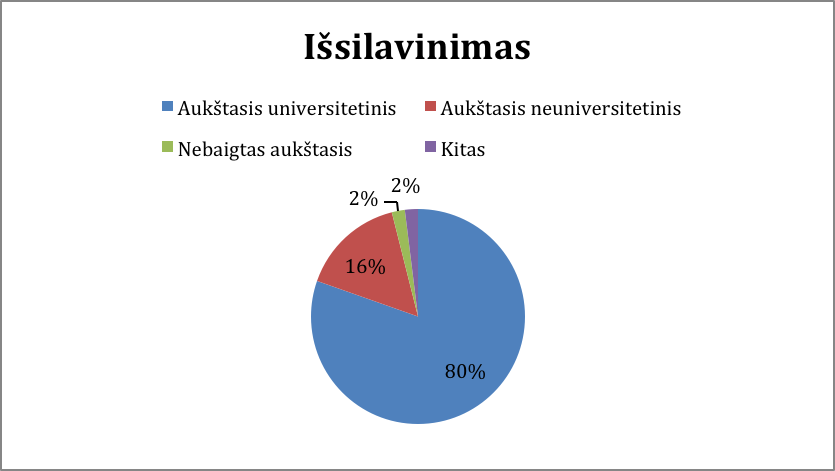 Išsilavinimas
Aukštasis universitetinis Aukštasis neuniversitetinis
Nebaigtas aukštasis Kitas
2% 2%
16%
80%